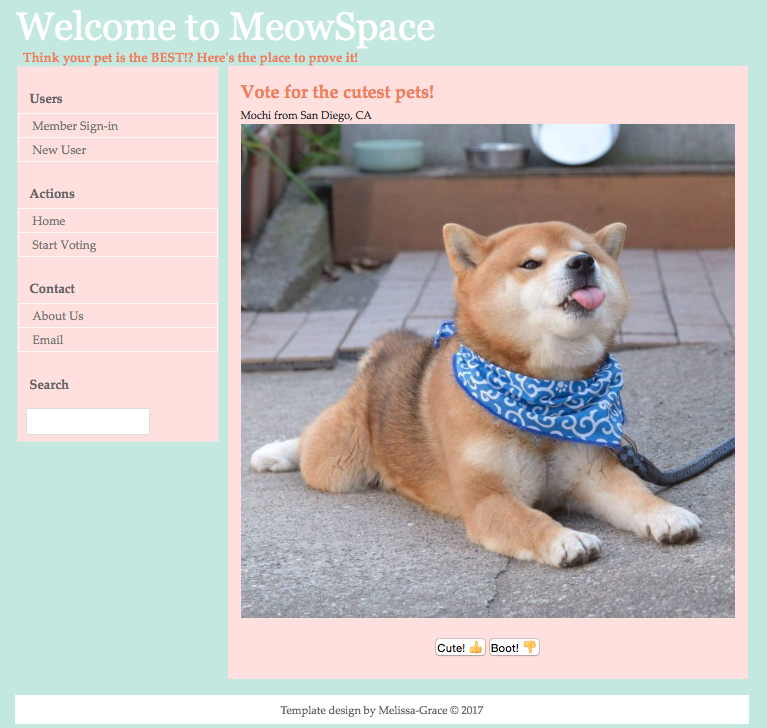 Welcome to MeowSpace
Think your pet is the BEST!? Here's the place to prove it!
Users
Member Sign-in
New User
Actions
Home
Start Voting
Contact
About Us
Email
Search
Vote for the cutest pets!
Mochi from San Diego, CA
Cute! 👍 Boot! 👎
Template design by Melissa-Grace © 2017